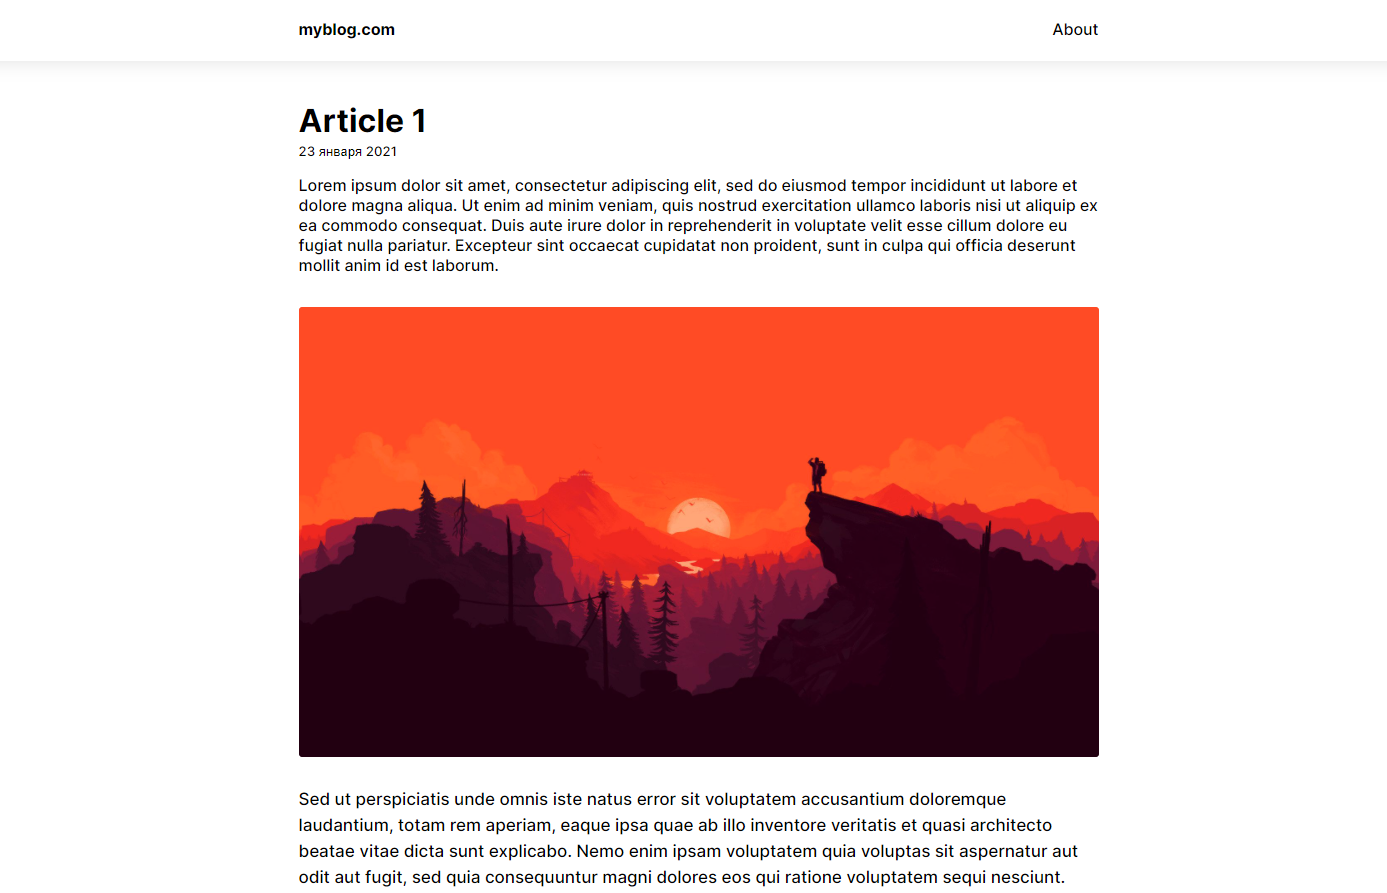 myblog.com
About
Article 1
23 января 2021
Lorem ipsum dolor sit amet, consectetur adipiscing elit, sed do eiusmod tempor incididunt ut labore et
dolore magna aliqua. Ut enim ad minim veniam, quis nostrud exercitation ullamco laboris nisi ut aliquip ex
ea commodo consequat. Duis aute irure dolor in reprehenderit in voluptate velit esse cillum dolore eu
fugiat nulla pariatur. Excepteur sint occaecat cupidatat non proident, sunt in culpa qui officia deserunt
mollit anim id est laborum.
Sed ut perspiciatis unde omnis iste natus error sit voluptatem accusantium doloremque
laudantium, totam rem aperiam, eaque ipsa quae ab illo inventore veritatis et quasi architecto
beatae vitae dicta sunt explicabo. Nemo enim ipsam voluptatem quia voluptas sit aspernatur aut
odit aut fugit, sed quia consequuntur magni dolores eos qui ratione voluptatem sequi nesciunt.